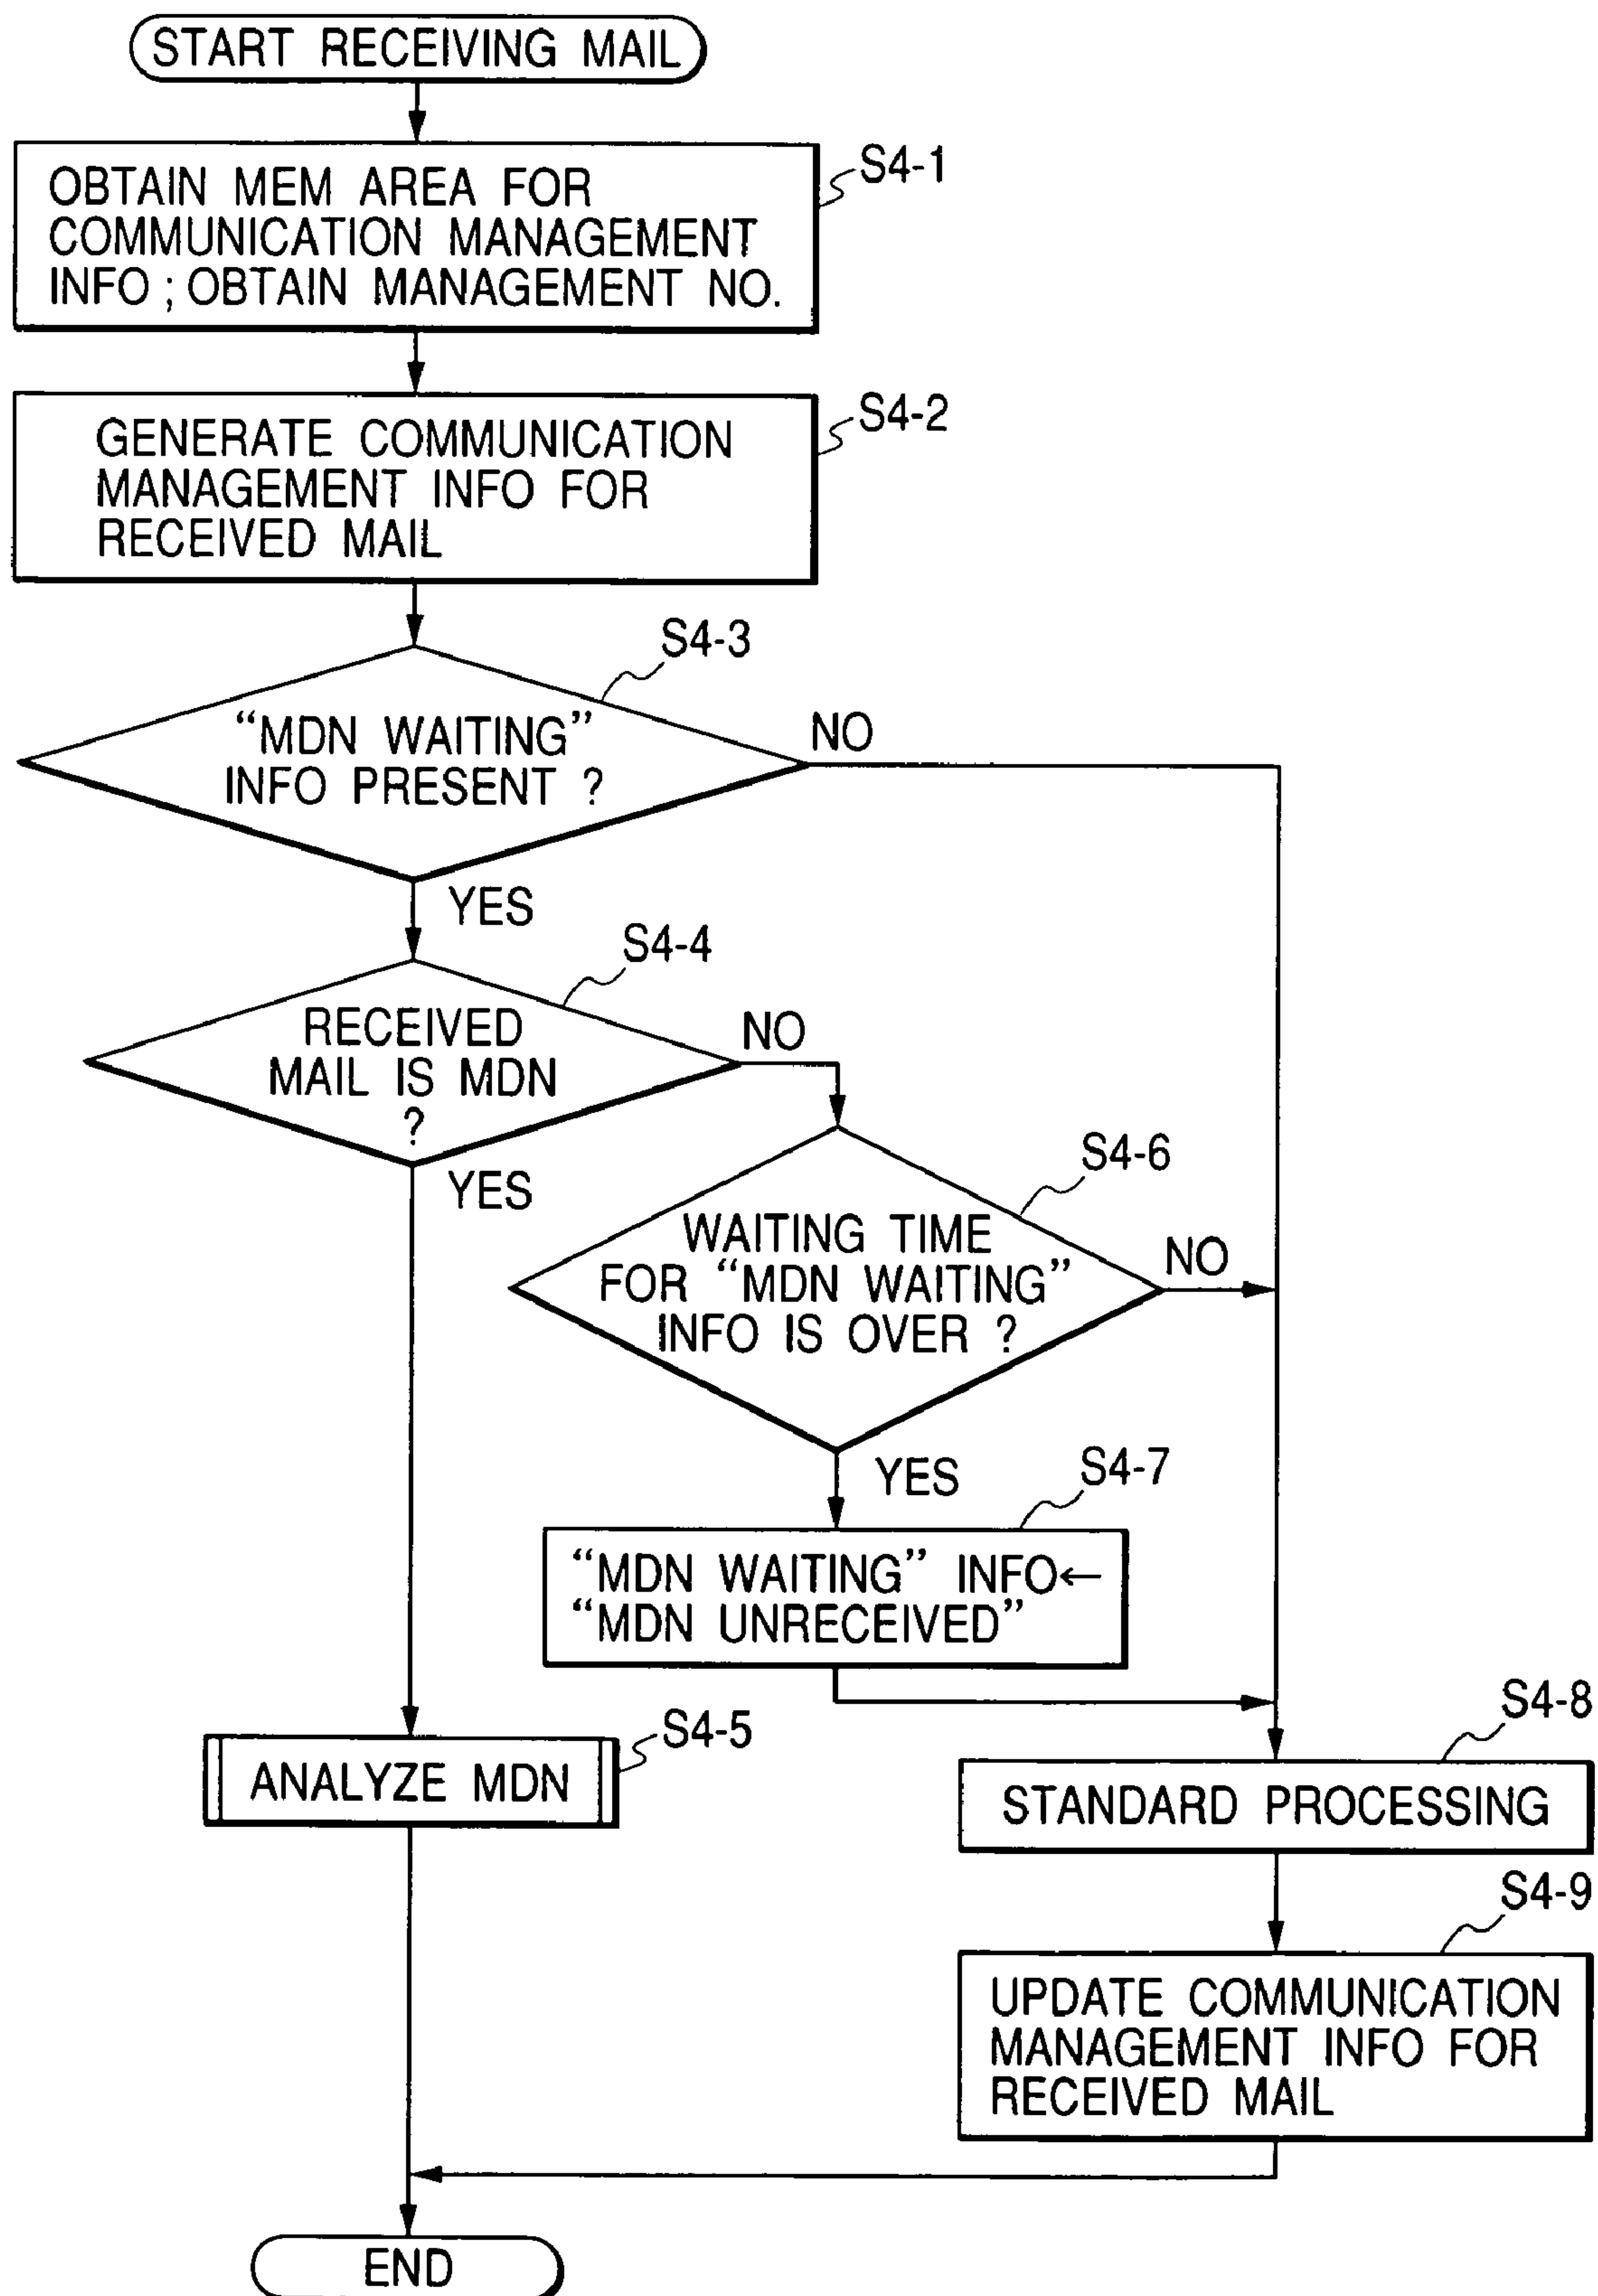 START RECEIVING MAIL
S4-1
OBTAIN MEM AREA FOR
COMMUNICATION MANAGEMENT
INFO ; OBTAIN MANAGEMENT NO.
S4-2
GENERATE COMMUNICATION
MANAGEMENT INFO FOR
RECEIVED MAIL
S4-3
“MDN WAITING”
INFO PRESENT ?
NO
YES
S4-4
RECEIVED
MAIL IS MDN
?
NO
YES
S4-6
WAITING TIME
FOR “MDN WAITING”
INFO IS OVER ?
NO
YES
S4-7
“MDN WAITING” INFO←
“MDN UNRECEIVED”
S4-5
ANALYZE MDN
S4-8
STANDARD PROCESSING
S4-9
UPDATE COMMUNICATION
MANAGEMENT INFO FOR
RECEIVED MAIL
END